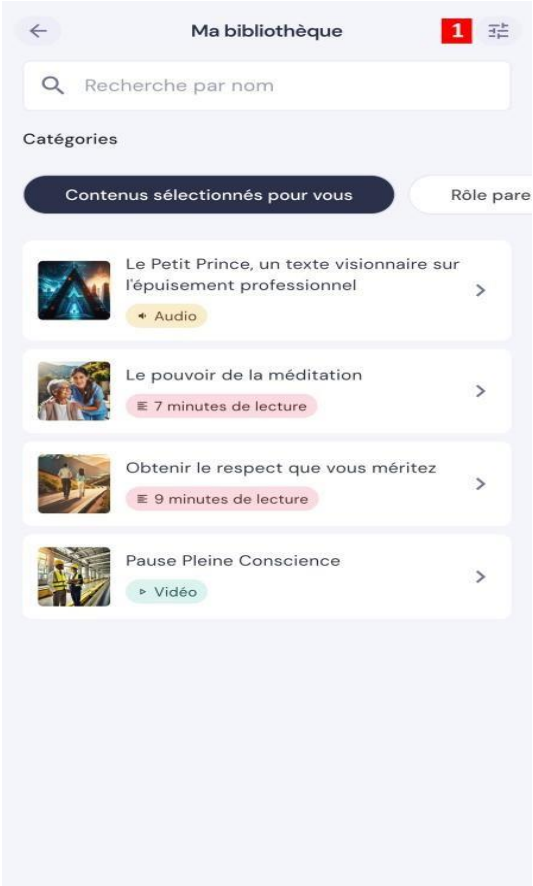 Ma bibliothèque
1
Recherche par nom
Catégories
Contenus sélectionnés pour vous
Rôle pare
Le Petit Prince, un texte visionnaire sur
l'épuisement professionnel
Audio
Le pouvoir de la méditation
7 minutes de lecture
Obtenir le respect que vous méritez
9 minutes de lecture
Pause Pleine Conscience
Vidéo